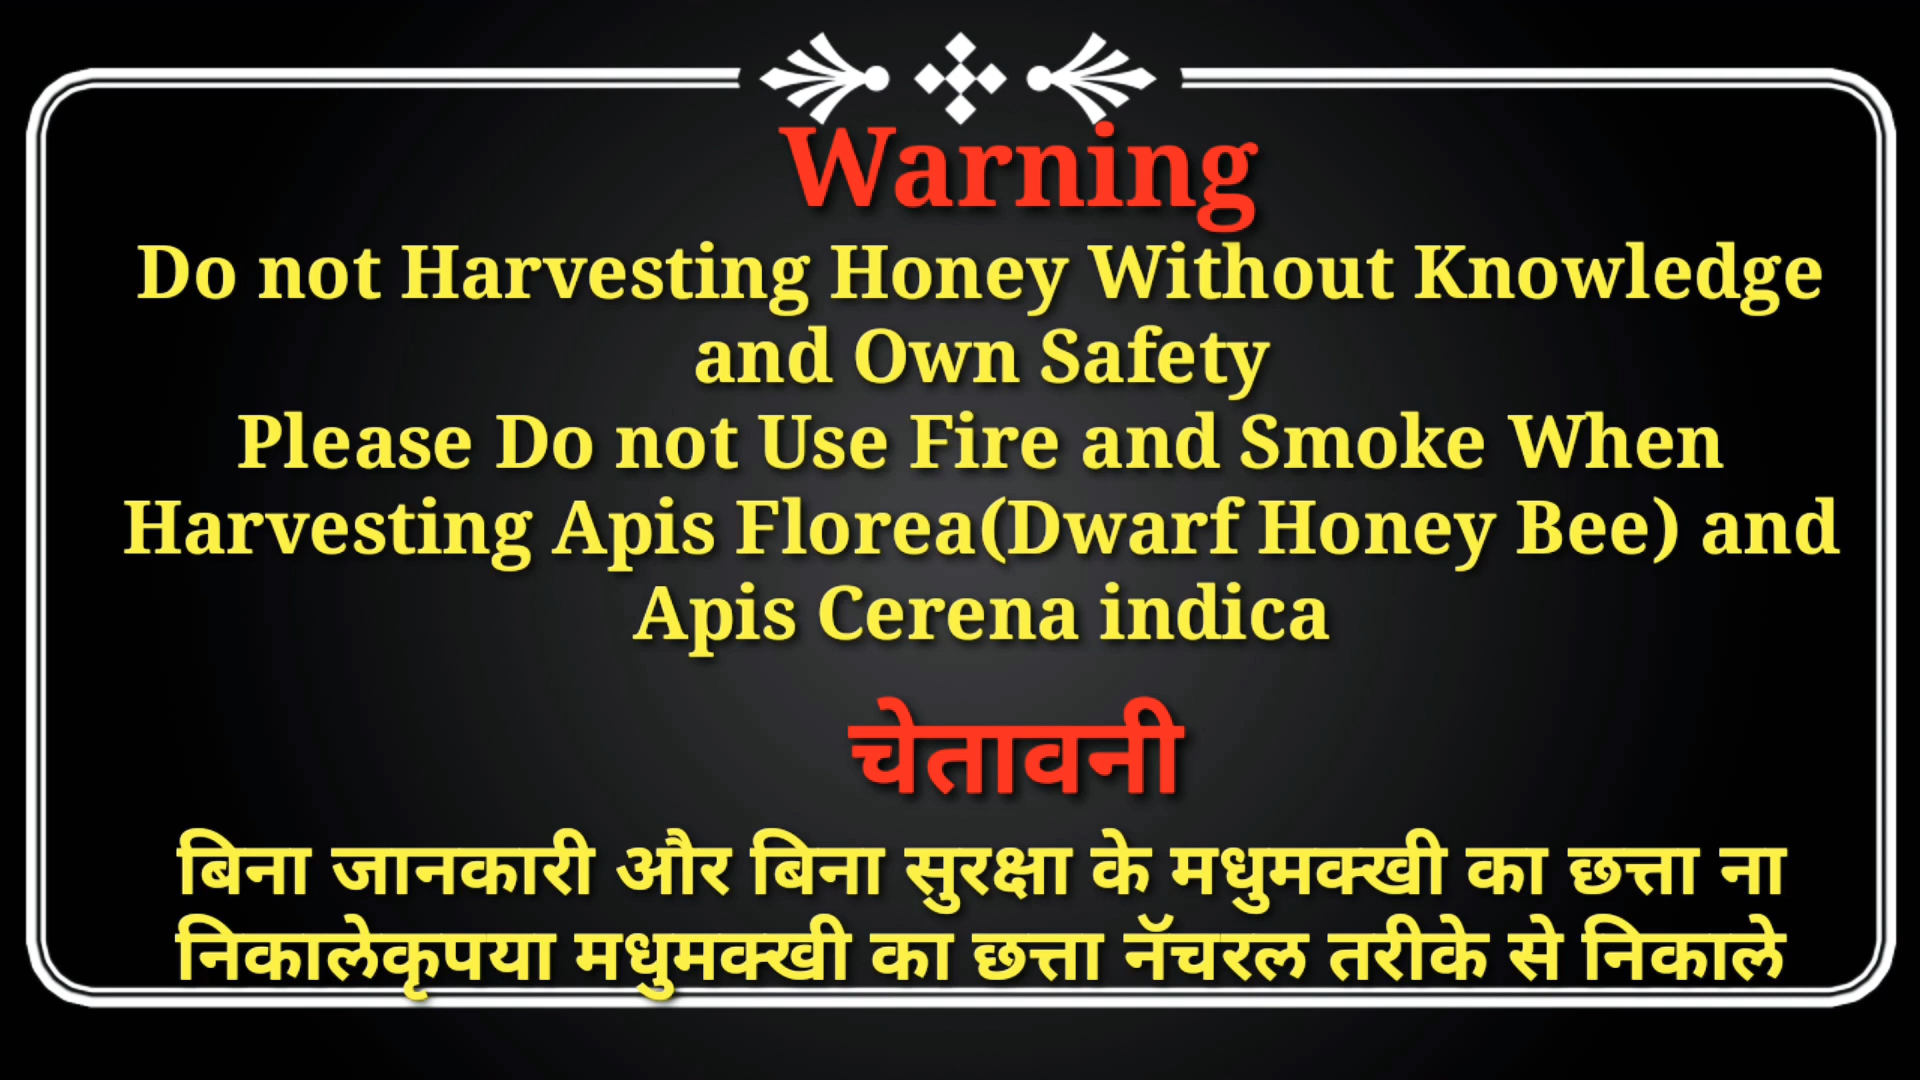 Warning
Do not Harvesting Honey Without Knowledge
and Own Safety
Please Do not Use Fire and Smoke When
Harvesting Apis Florea(Dwarf Honey Bee) and
Apis Cerena indica
चेतावनी
बिना जानकारी और बिना सुरक्षा के मधुमक्खी का छत्ता ना
निकालेकृपया मधुमक्खी का छत्ता नॅचरल तरीके से निकाले